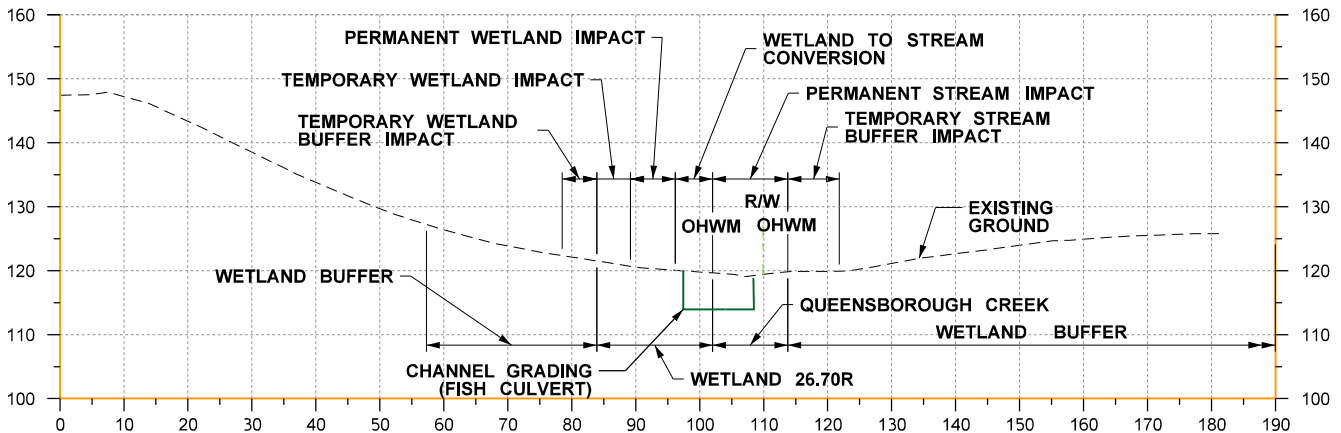 160
160
PERMANENT WETLAND IMPACT
WETLAND TO STREAM
CONVERSION
150
150
TEMPORARY WETLAND IMPACT
PERMANENT STREAM IMPACT
TEMPORARY WETLAND
BUFFER IMPACT
TEMPORARY STREAM
BUFFER IMPACT
140
140
130
130
R/W
OHWM
OHWM
EXISTING
GROUND
120
120
WETLAND BUFFER
QUEENSBOROUGH CREEK
110
110
WETLAND BUFFER
CHANNEL GRADING
(FISH CULVERT)
WETLAND 26.70R
100
100
0 10 20 30 40 50 60 70 80 90 100 110 120 130 140 150 160 170 180 190